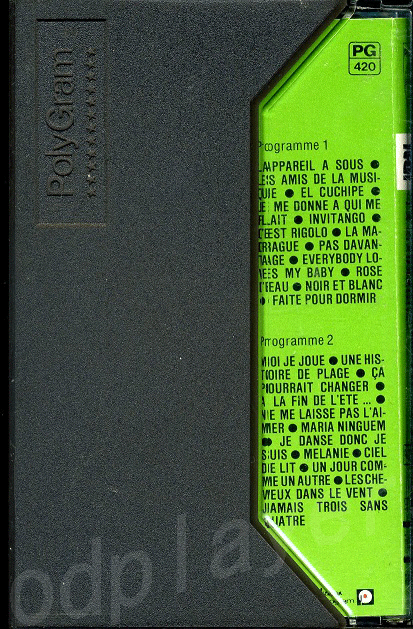 PolyGram
PG
420
Programme 1
L'APPAREIL A SOUS ●
LES AMIS DE LA MUSI-
QUE ● EL CUCHIPE ●
JE ME DONNE A QUI ME
PLAIT ● INVITANGO ●
C'EST RIGOLO ● LA MA-
DRAGUE ● PAS DAVAN-
TAGE ● EVERYBODY LO-
VES MY BABY ● ROSE
D'EAU ● NOIR ET BLANC
● FAITE POUR DORMIR
Programme 2
MOI JE JOUE ● UNE HIS-
TOIRE DE PLAGE ● ÇA
POURRAIT CHANGER ●
A LA FIN DE L'ETE ... ●
NE ME LAISSE PAS L'AI-
MER ● MARIA NINGUEM
● JE DANSE DONC JE
SUIS ● MELANIE ● CIEL
DE LIT ● UN JOUR COM-
ME UN AUTRE ● LES CHE-
VEUX DANS LE VENT ●
JAMAIS TROIS SANS
QUATRE
odplay